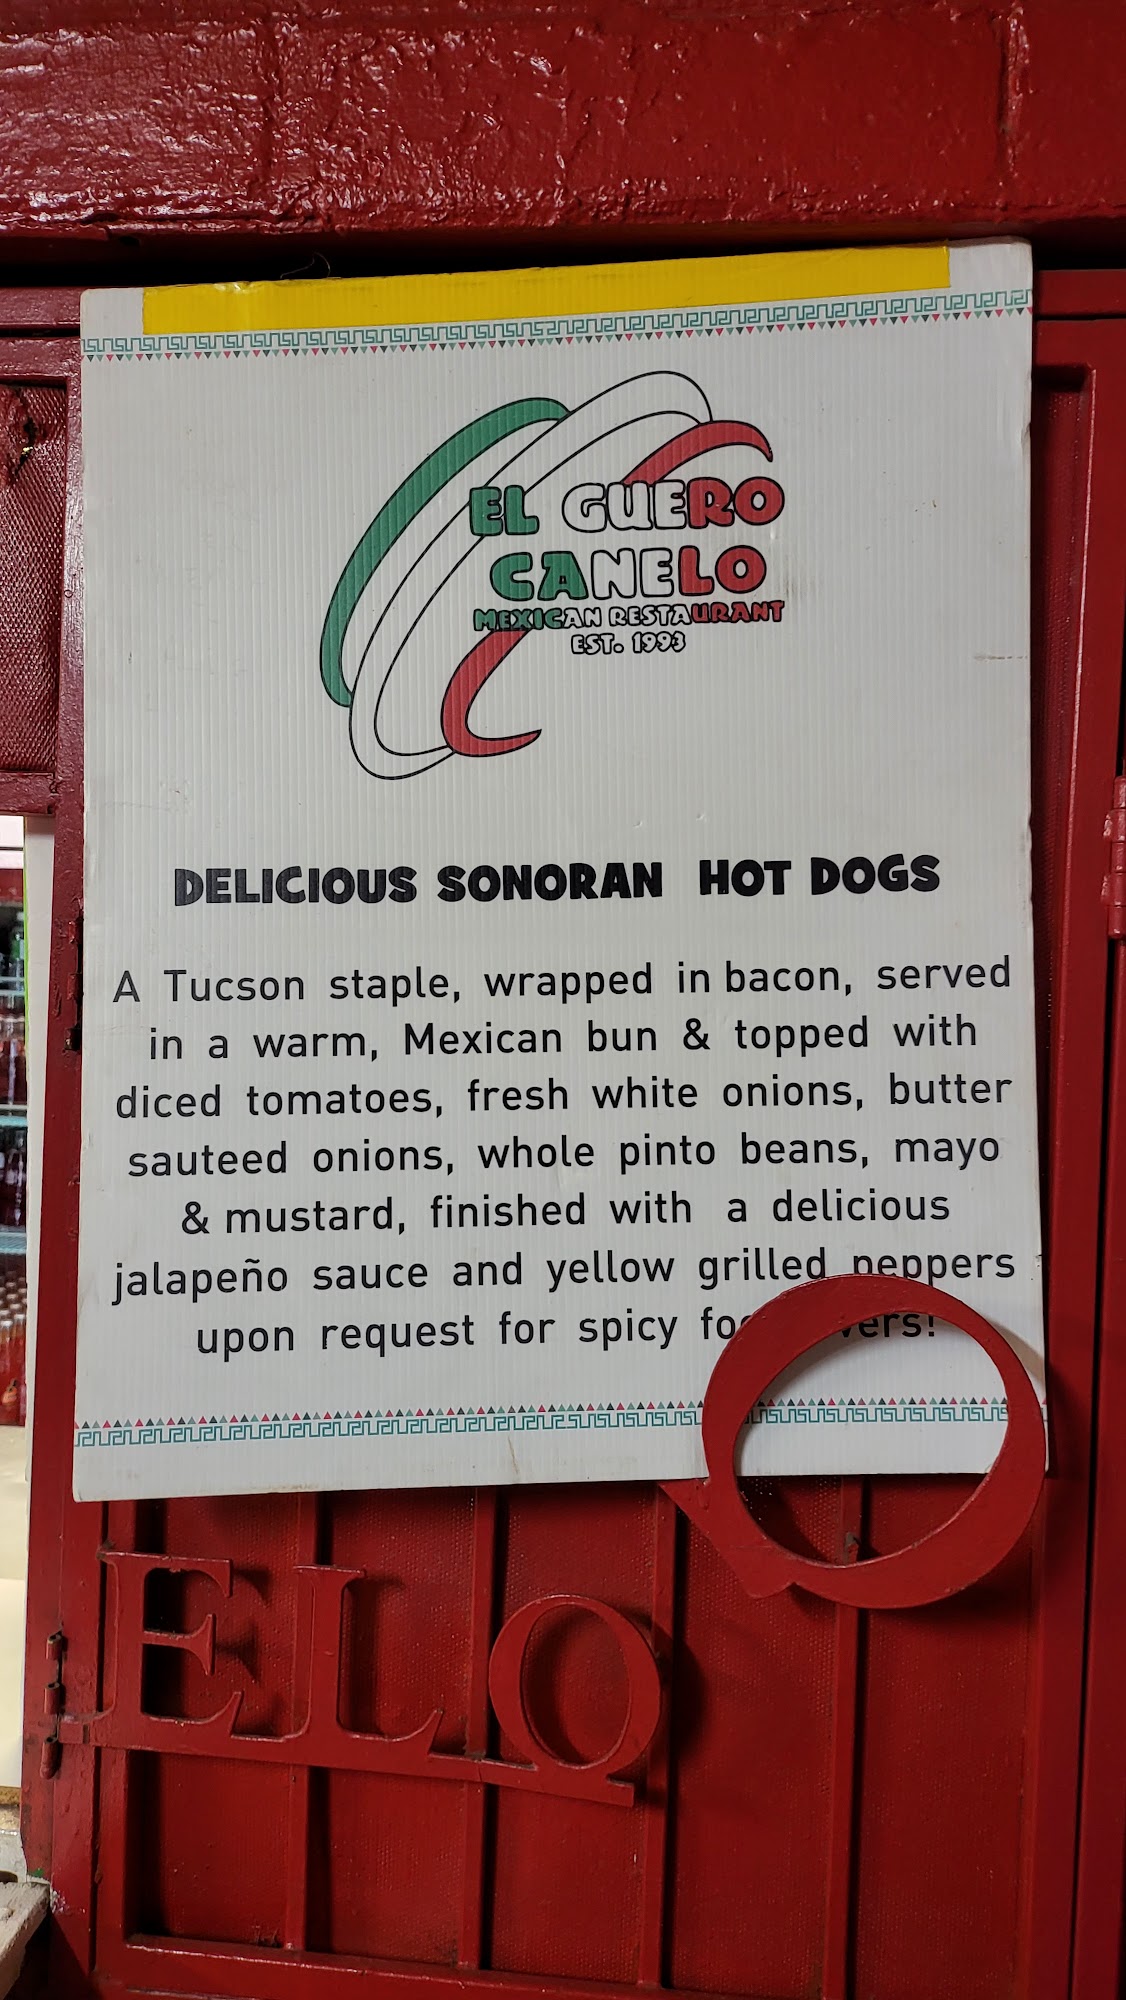 EL GUERO
CANELO
MEXICAN RESTAURANT
EST. 1993
DELICIOUS SONORAN HOT DOGS
A Tucson staple, wrapped in bacon, served
in a warm, Mexican bun & topped with
diced tomatoes, fresh white onions, butter
sauteed onions, whole pinto beans, mayo
& mustard, finished with a delicious
jalapeño sauce and yellow grilled peppers
upon request for spicy
ELO